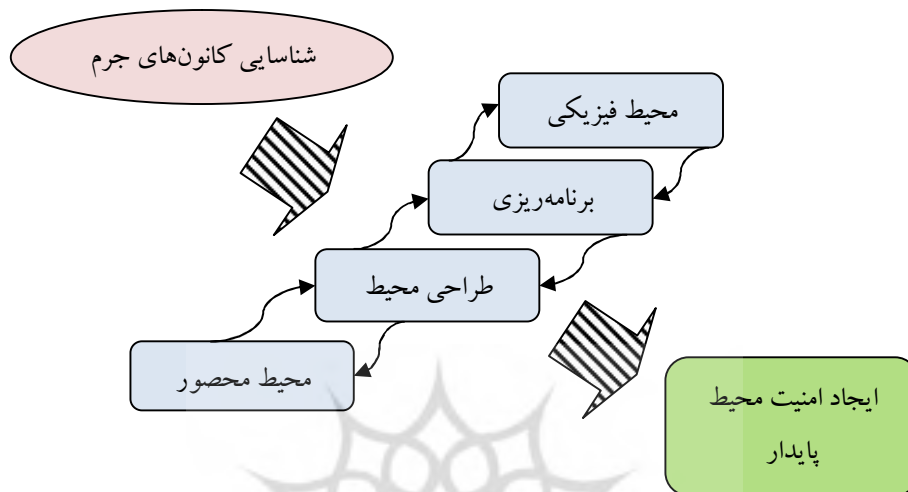 شناسایی کانون‌های جرم
محیط فیزیکی
برنامه‌ریزی
طراحی محیط
محیط محصور
ایجاد امنیت محیط
پایدار